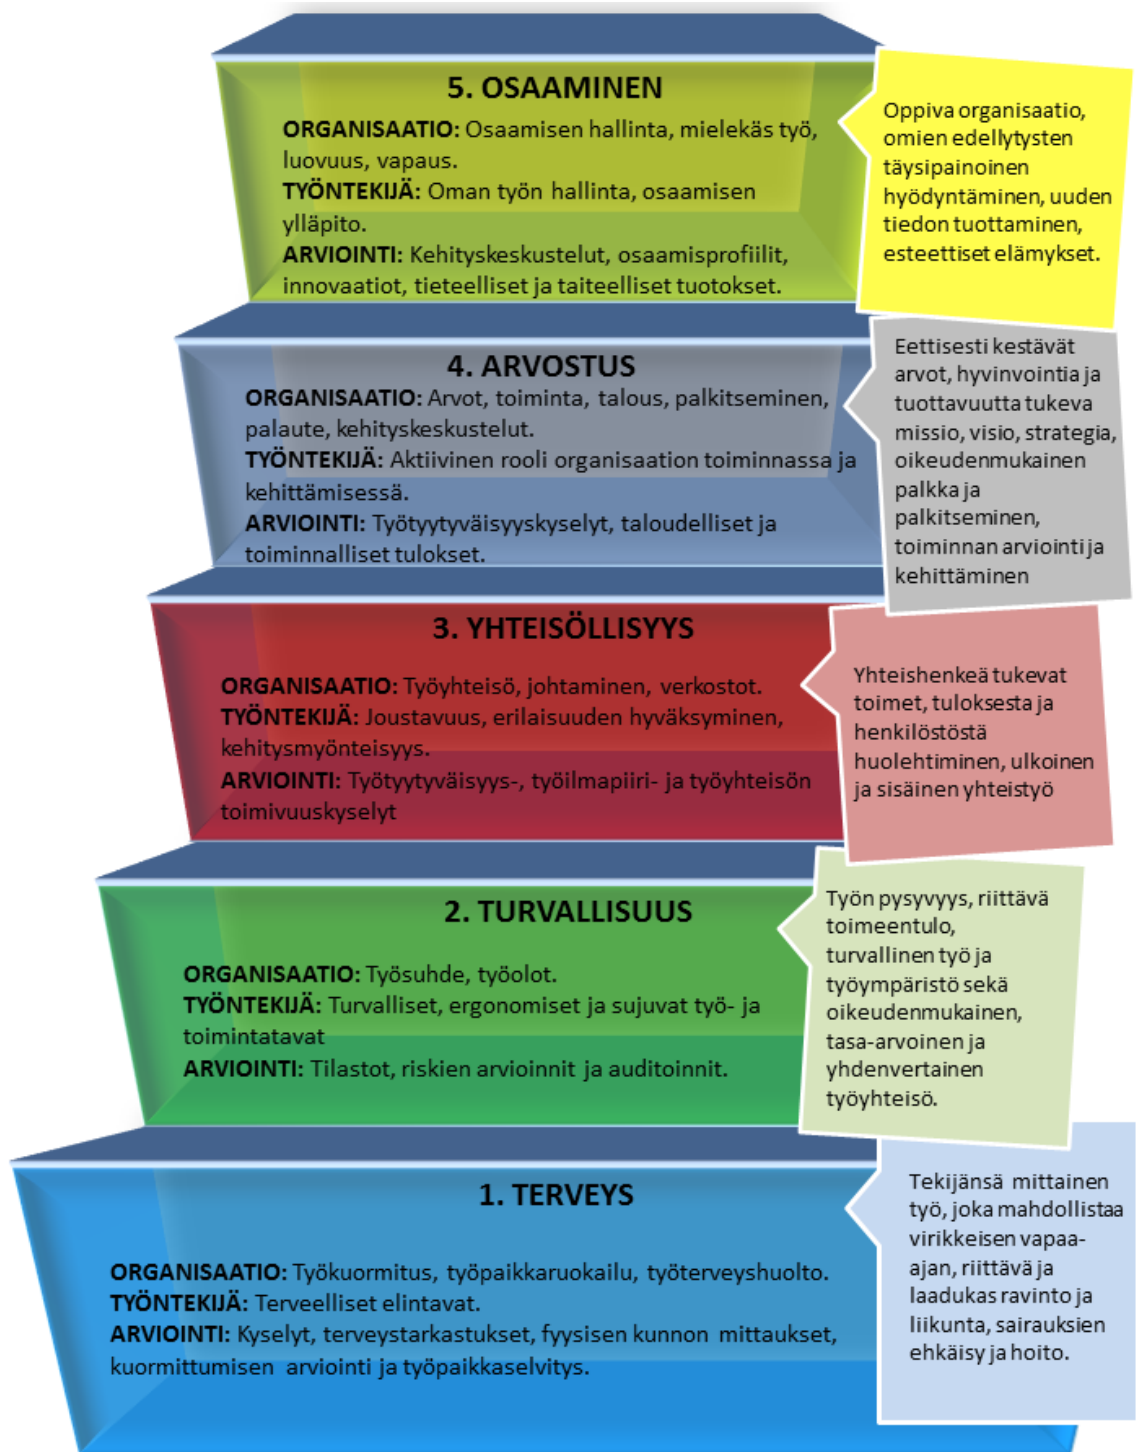 5. OSAAMINEN
ORGANISAATIO: Osaamisen hallinta, mielekäs työ,
luovuus, vapaus.
TYÖNTEKIJÄ: Oman työn hallinta, osaamisen
ylläpito.
ARVIOINTI: Kehityskeskustelut, osaamisprofiilit,
innovaatiot, tieteelliset ja taiteelliset tuotokset.
Oppiva organisaatio,
omien edellytysten
täysipainoinen
hyödyntäminen, uuden
tiedon tuottaminen,
esteettiset elämykset.
4. ARVOSTUS
ORGANISAATIO: Arvot, toiminta, talous, palkitseminen,
palaute, kehityskeskustelut.
TYÖNTEKIJÄ: Aktiivinen rooli organisaation toiminnassa ja
kehittämisessä.
ARVIOINTI: Työtyytyväisyyskyselyt, taloudelliset ja
toiminnalliset tulokset.
Eettisesti kestävät
arvot, hyvinvointia ja
tuottavuutta tukeva
missio, visio, strategia,
oikeudenmukainen
palkka ja
palkitseminen,
toiminnan arviointi ja
kehittäminen
3. YHTEISÖLLISYYS
ORGANISAATIO: Työyhteisö, johtaminen, verkostot.
TYÖNTEKIJÄ: Joustavuus, erilaisuuden hyväksyminen,
kehitysmyönteisyys.
ARVIOINTI: Työtyytyväisyys-, työilmapiiri- ja työyhteisön
toimivuuskyselyt
Yhteishenkeä tukevat
toimet, tuloksesta ja
henkilöstöstä
huolehtiminen, ulkoinen
ja sisäinen yhteistyö
2. TURVALLISUUS
ORGANISAATIO: Työsuhde, työolot.
TYÖNTEKIJÄ: Turvalliset, ergonomiset ja sujuvat työ- ja
toimintatavat
ARVIOINTI: Tilastot, riskien arvioinnit ja auditoinnit.
Työn pysyvyys, riittävä
toimeentulo,
turvallinen työ ja
työympäristö sekä
oikeudenmukainen,
tasa-arvoinen ja
yhdenvertainen
työyhteisö.
1. TERVEYS
ORGANISAATIO: Työkuormitus, työpaikkaruokailu, työterveyshuolto.
TYÖNTEKIJÄ: Terveelliset elintavat.
ARVIOINTI: Kyselyt, terveystarkastukset, fyysisen kunnon mittaukset,
kuormittumisen arviointi ja työpaikkaselvitys.
Tekijänsä mittainen
työ, joka mahdollistaa
virikkeisen vapaa-
ajan, riittävä ja
laadukas ravinto ja
liikunta, sairauksien
ehkäisy ja hoito.